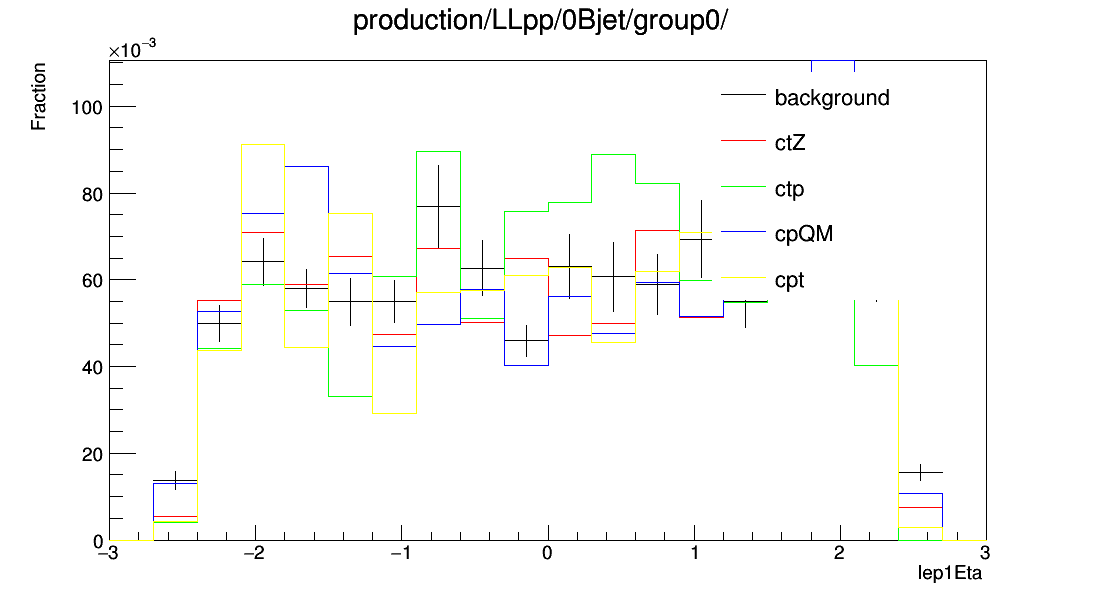 production/LLpp/0Bjet/group0/
×10⁻³
Fraction
100
80
60
40
20
0
background
ctZ
ctp
cpQM
cpt
−3 −2 −1 0 1 2 3
lep1Eta